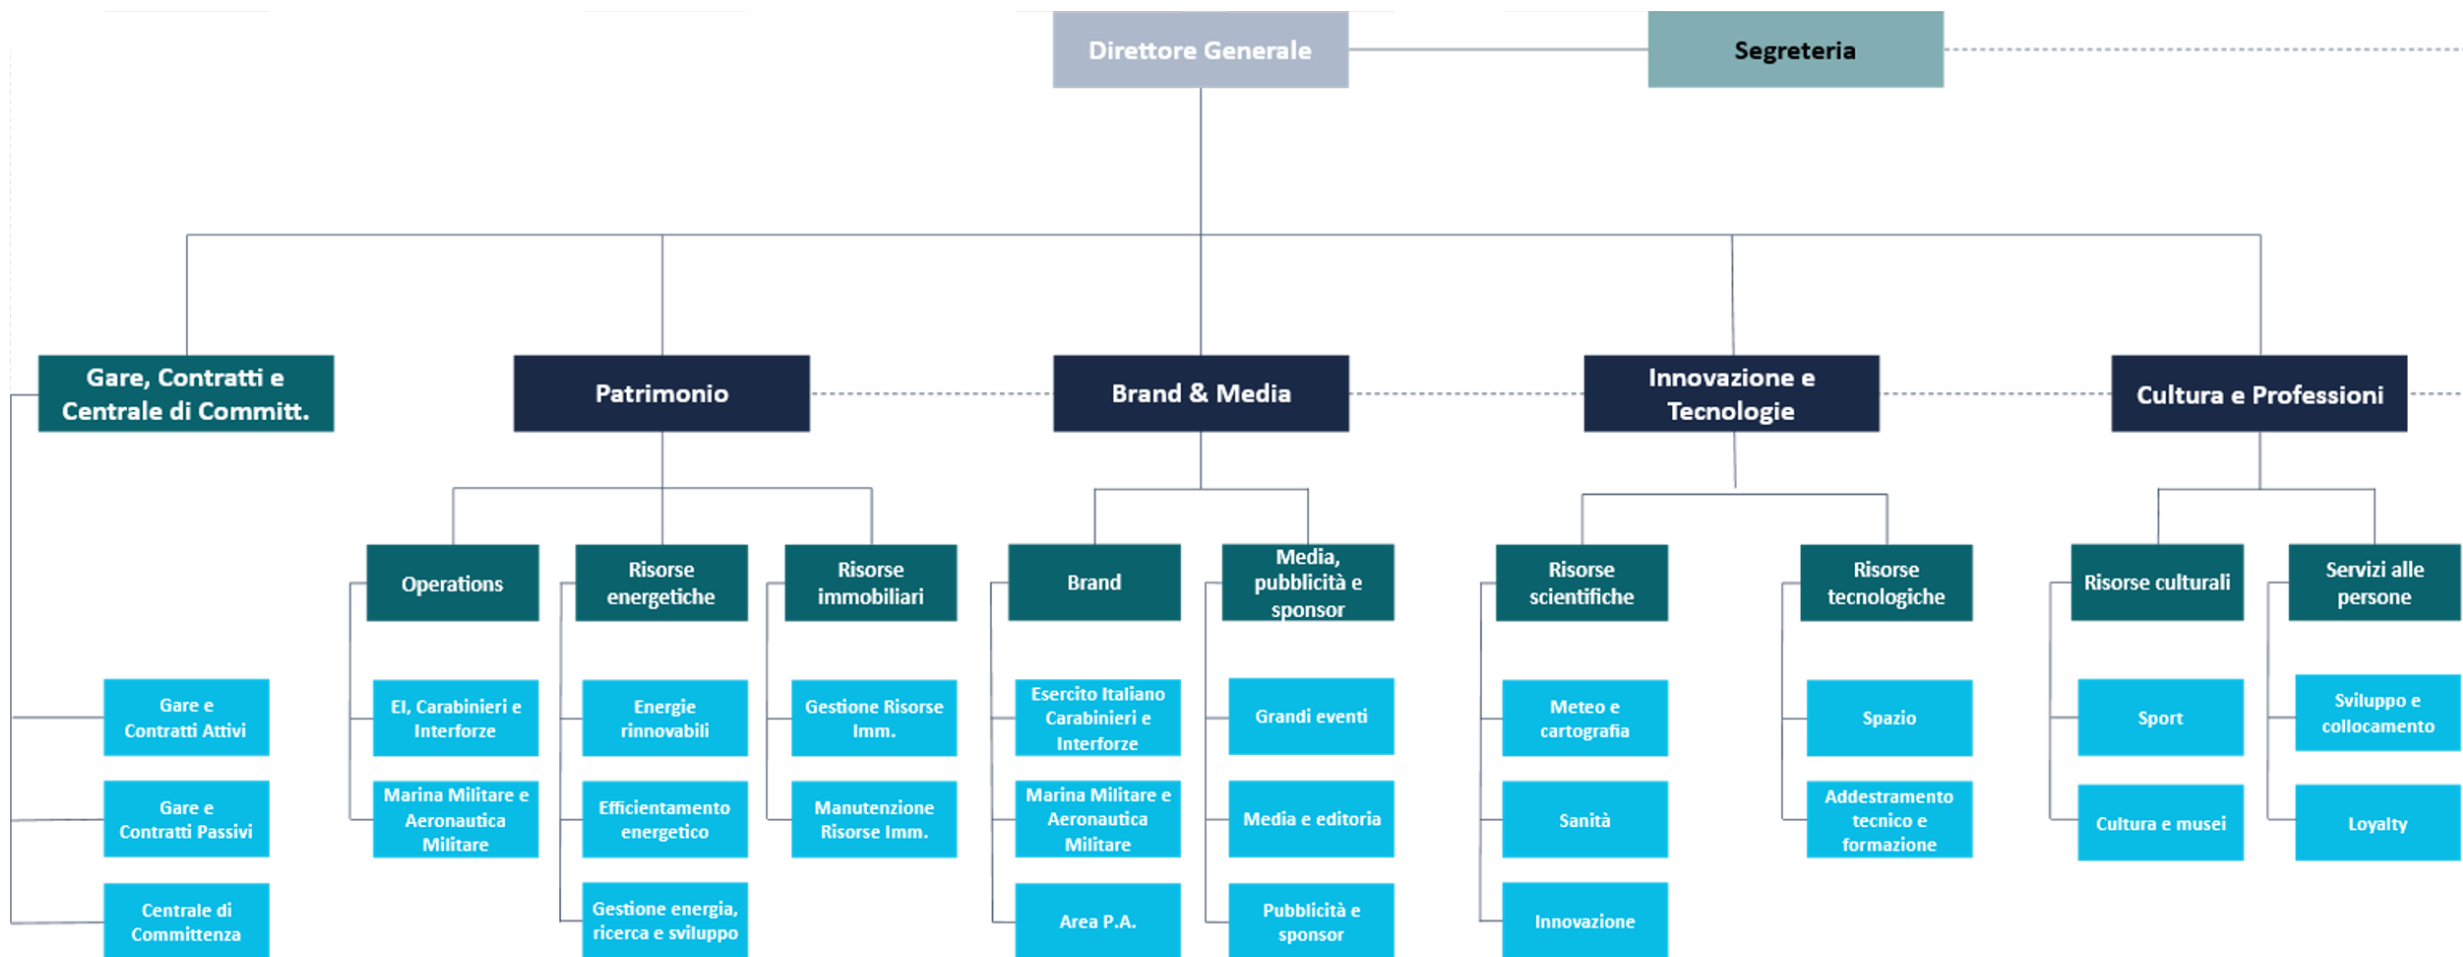 Direttore Generale
Segreteria
Gare, Contratti e
Centrale di Committ.
Patrimonio
Brand & Media
Innovazione e
Tecnologie
Cultura e Professioni
Operations
Risorse
energetiche
Risorse
immobiliari
Brand
Media,
pubblicità e
sponsor
Risorse
scientifiche
Risorse
tecnologiche
Risorse culturali
Servizi alle
persone
Gare e
Contratti Attivi
EI, Carabinieri e
Interforze
Energie
rinnovabili
Gestione Risorse
Imm.
Esercito Italiano
Carabinieri e
Interforze
Grandi eventi
Meteo e
cartografia
Spazio
Sport
Sviluppo e
collocamento
Gare e
Contratti Passivi
Marina Militare e
Aeronautica
Militare
Efficientamento
energetico
Manutenzione
Risorse Imm.
Marina Militare e
Aeronautica
Militare
Media e editoria
Sanità
Addestramento
tecnico e
formazione
Cultura e musei
Loyalty
Centrale di
Committenza
Gestione energia,
ricerca e sviluppo
Area P.A.
Pubblicità e
sponsor
Innovazione